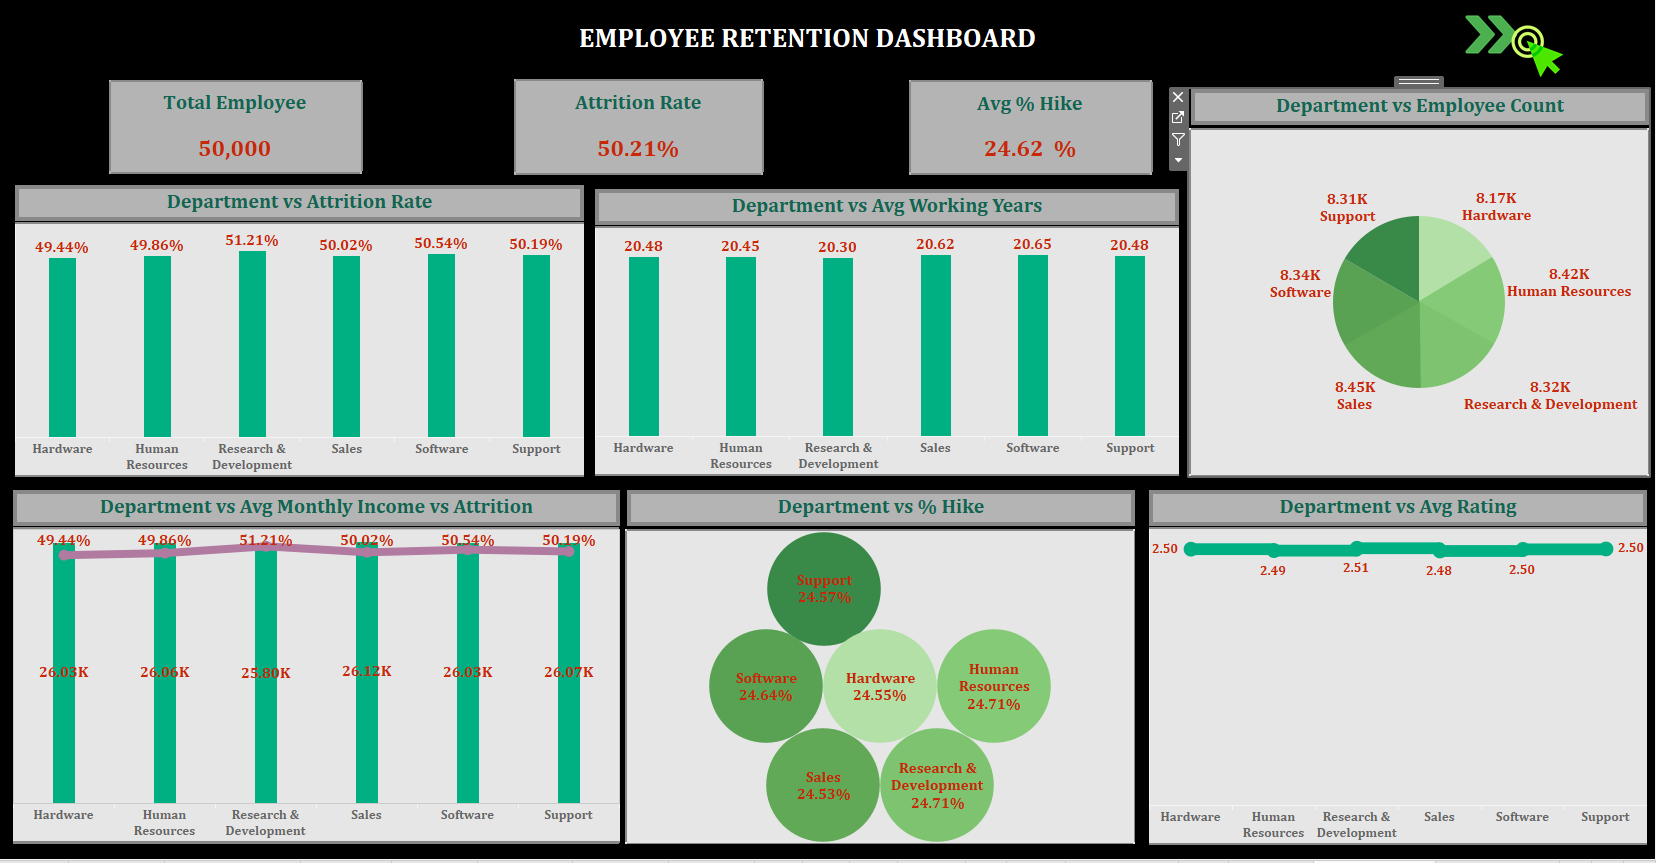 EMPLOYEE RETENTION DASHBOARD
Total Employee
50,000
Attrition Rate
50.21%
Avg % Hike
24.62 %
Department vs Attrition Rate
49.44% 49.86% 51.21% 50.02% 50.54% 50.19%
Hardware Human Research & Sales Software Support
Resources Development
Department vs Avg Working Years
20.48 20.45 20.30 20.62 20.65 20.48
Hardware Human Research & Sales Software Support
Resources Development
Department vs Employee Count
8.31K
Support
8.17K
Hardware
8.34K
Software
8.42K
Human Resources
8.45K
Sales
8.32K
Research & Development
Department vs Avg Monthly Income vs Attrition
49.44% 49.86% 51.21% 50.02% 50.54% 50.19%
26.03K 26.06K 25.80K 26.12K 26.03K 26.07K
Hardware Human Research & Sales Software Support
Resources Development
Department vs % Hike
Support
24.57%
Software
24.64%
Hardware
24.55%
Human
Resources
24.71%
Sales
24.53%
Research &
Development
24.71%
Department vs Avg Rating
2.50 2.49 2.51 2.48 2.50 2.50
Hardware Human Research & Sales Software Support
Resources Development